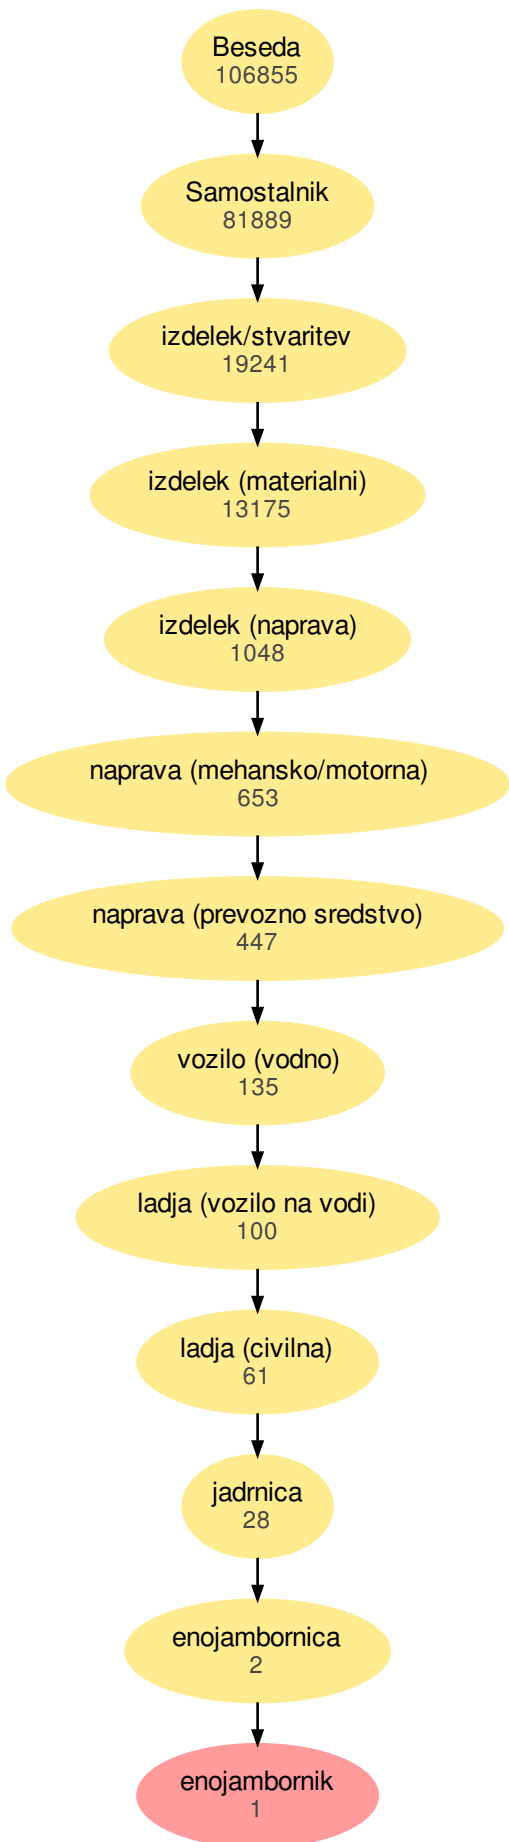 Beseda
106855
Samostalnik
81889
izdelek/stvaritev
19241
izdelek (materialni)
13175
izdelek (naprava)
1048
naprava (mehansko/motorna)
653
naprava (prevozno sredstvo)
447
vozilo (vodno)
135
ladja (vozilo na vodi)
100
ladja (civilna)
61
jadrnica
28
enojambornica
2
enojambornik
1